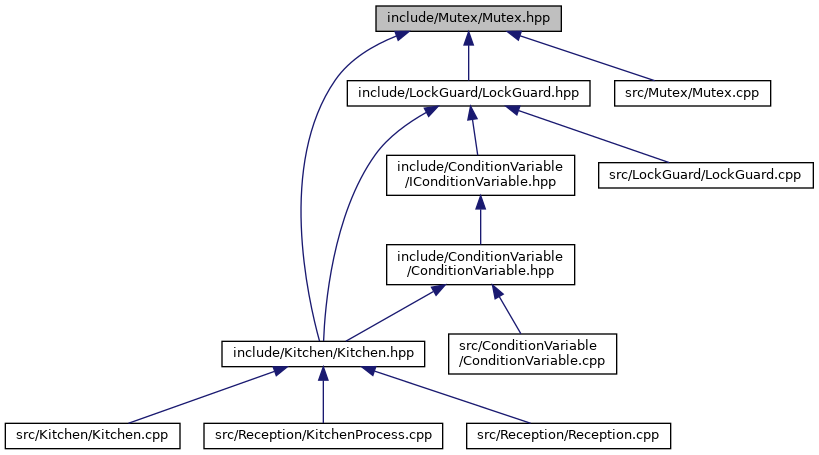 include/Mutex/Mutex.hpp
include/LockGuard/LockGuard.hpp
src/Mutex/Mutex.cpp
include/ConditionVariable
/IConditionVariable.hpp
src/LockGuard/LockGuard.cpp
include/ConditionVariable
/ConditionVariable.hpp
include/Kitchen/Kitchen.hpp
src/ConditionVariable
/ConditionVariable.cpp
src/Kitchen/Kitchen.cpp
src/Reception/KitchenProcess.cpp
src/Reception/Reception.cpp